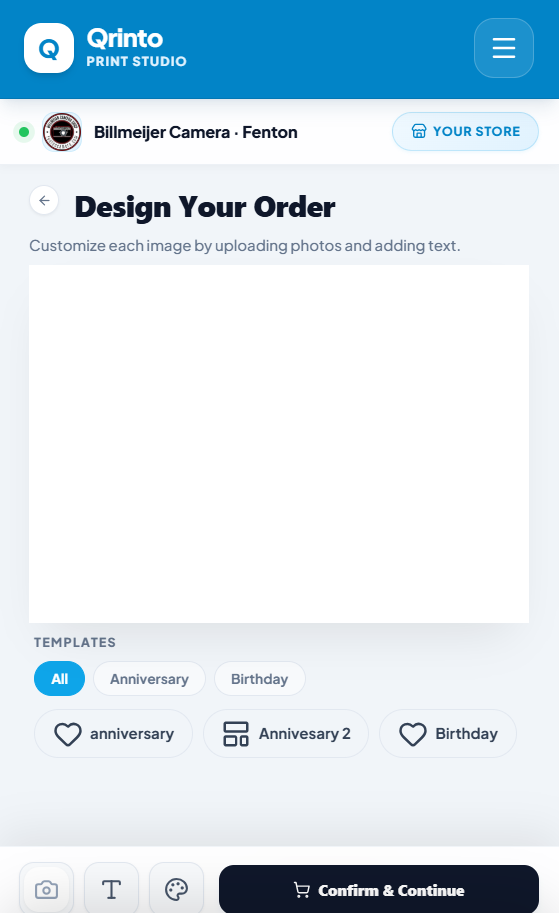 Q Qrinto
PRINT STUDIO
Billmeijer Camera · Fenton
YOUR STORE
Design Your Order
Customize each image by uploading photos and adding text.
TEMPLATES
All
Anniversary
Birthday
anniversary
Annivesary 2
Birthday
Confirm & Continue